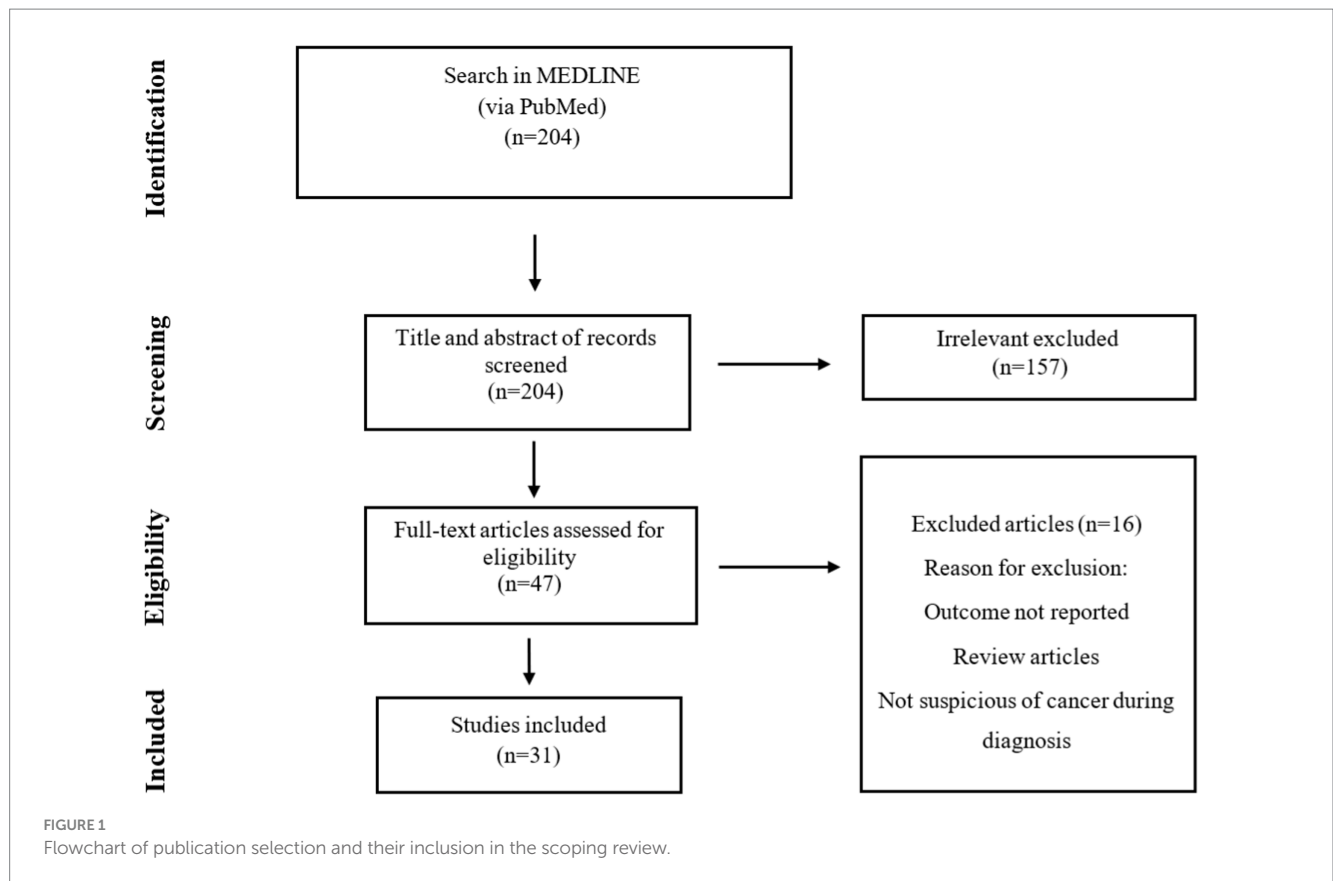 Identification
Search in MEDLINE
(via PubMed)
(n=204)
Screening
Title and abstract of records
screened
(n=204)
Irrelevant excluded
(n=157)
Eligibility
Full-text articles assessed for
eligibility
(n=47)
Excluded articles (n=16)
Reason for exclusion:
Outcome not reported
Review articles
Not suspicious of cancer during
diagnosis
Included
Studies included
(n=31)
FIGURE 1
Flowchart of publication selection and their inclusion in the scoping review.